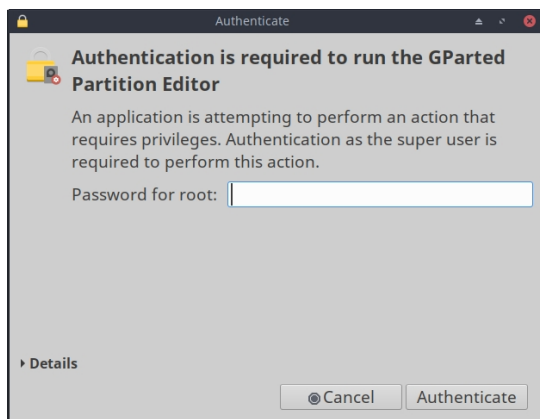 Authenticate
Authentication is required to run the GParted
Partition Editor
An application is attempting to perform an action that
requires privileges. Authentication as the super user is
required to perform this action.
Password for root:
Details
Cancel Authenticate